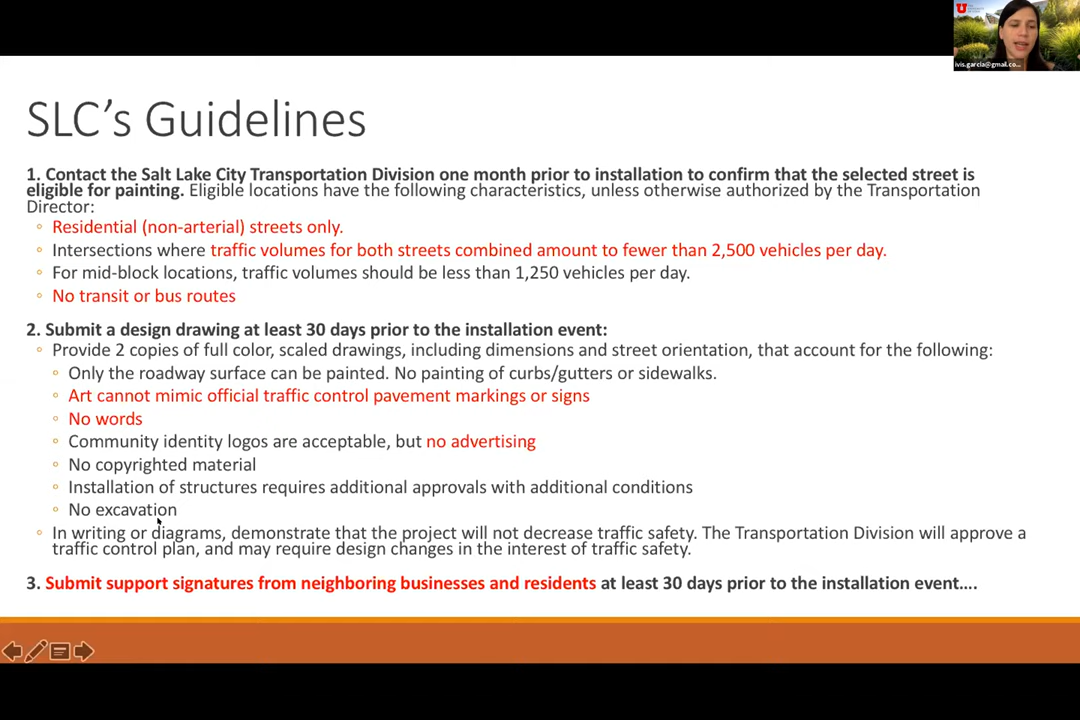 U
ivis.garcia@gmail.co...
SLC's Guidelines
1. Contact the Salt Lake City Transportation Division one month prior to installation to confirm that the selected street is
eligible for painting. Eligible locations have the following characteristics, unless otherwise authorized by the Transportation
Director:
◦ Residential (non-arterial) streets only.
◦ Intersections where traffic volumes for both streets combined amount to fewer than 2,500 vehicles per day.
◦ For mid-block locations, traffic volumes should be less than 1,250 vehicles per day.
◦ No transit or bus routes
2. Submit a design drawing at least 30 days prior to the installation event:
◦ Provide 2 copies of full color, scaled drawings, including dimensions and street orientation, that account for the following:
◦ Only the roadway surface can be painted. No painting of curbs/gutters or sidewalks.
◦ Art cannot mimic official traffic control pavement markings or signs
◦ No words
◦ Community identity logos are acceptable, but no advertising
◦ No copyrighted material
◦ Installation of structures requires additional approvals with additional conditions
◦ No excavation
◦ In writing or diagrams, demonstrate that the project will not decrease traffic safety. The Transportation Division will approve a
traffic control plan, and may require design changes in the interest of traffic safety.
3. Submit support signatures from neighboring businesses and residents at least 30 days prior to the installation event....